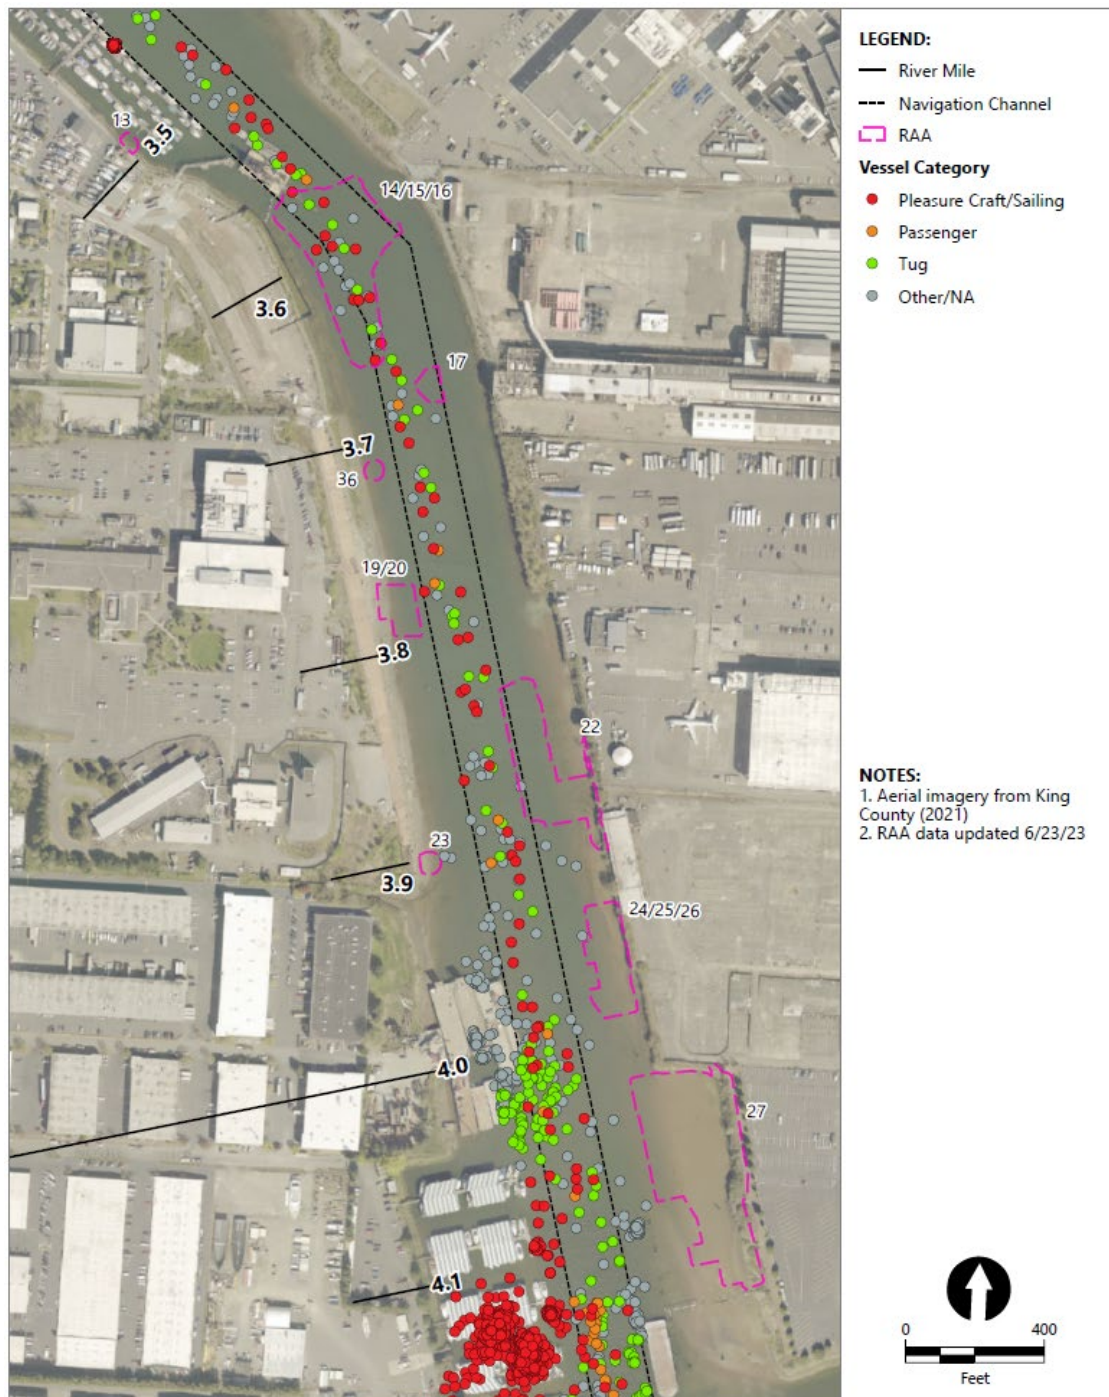 LEGEND:
River Mile
Navigation Channel
RAA
Vessel Category
Pleasure Craft/Sailing
Passenger
Tug
Other/NA
13
3.5
14/15/16
3.6
17
3.7
36
19/20
3.8
22
23
3.9
24/25/26
4.0
27
4.1
NOTES:
1. Aerial imagery from King
County (2021)
2. RAA data updated 6/23/23
0
400
Feet